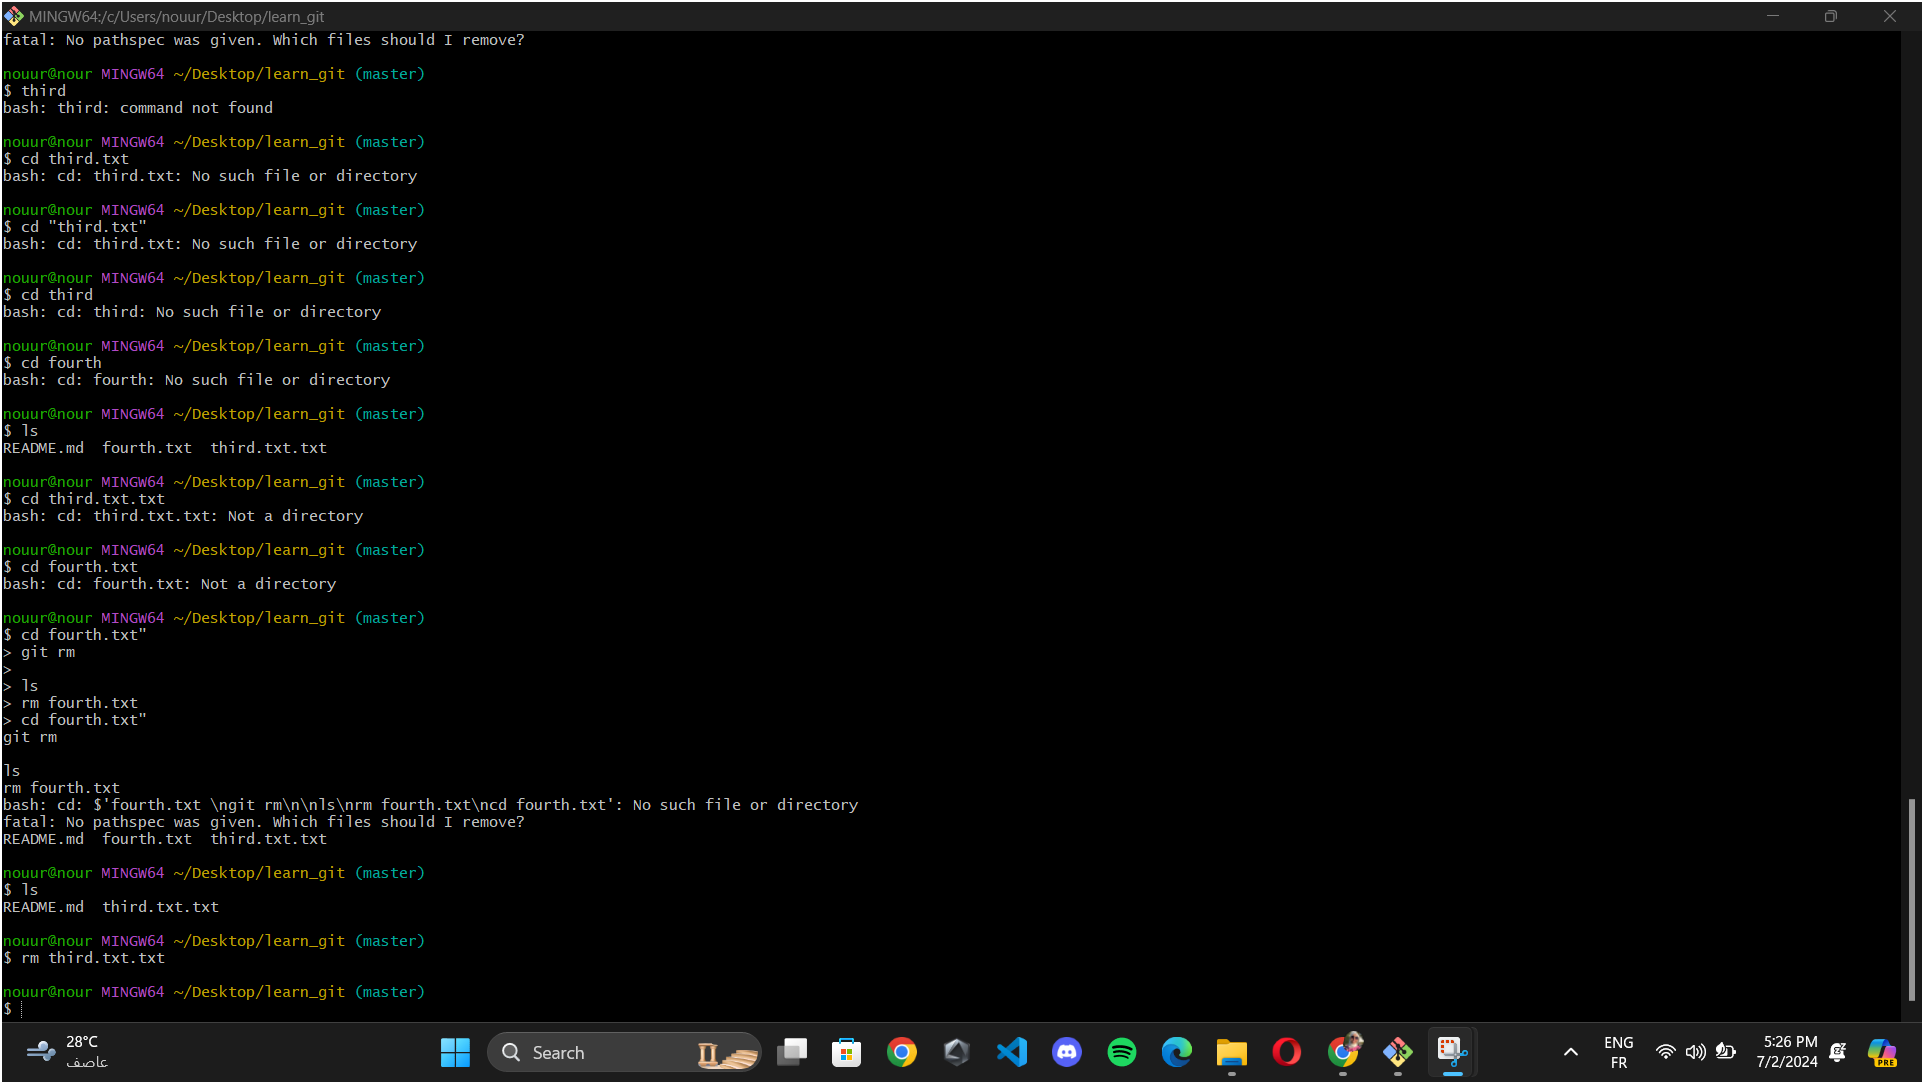 MINGW64:/c/Users/nouur/Desktop/learn_git
fatal: No pathspec was given. Which files should I remove?
nouur@nour MINGW64 ~/Desktop/learn_git (master)
$ third
bash: third: command not found
nouur@nour MINGW64 ~/Desktop/learn_git (master)
$ cd third.txt
bash: cd: third.txt: No such file or directory
nouur@nour MINGW64 ~/Desktop/learn_git (master)
$ cd "third.txt"
bash: cd: third.txt: No such file or directory
nouur@nour MINGW64 ~/Desktop/learn_git (master)
$ cd third
bash: cd: third: No such file or directory
nouur@nour MINGW64 ~/Desktop/learn_git (master)
$ cd fourth
bash: cd: fourth: No such file or directory
nouur@nour MINGW64 ~/Desktop/learn_git (master)
$ ls
README.md  fourth.txt  third.txt.txt
nouur@nour MINGW64 ~/Desktop/learn_git (master)
$ cd third.txt.txt
bash: cd: third.txt.txt: Not a directory
nouur@nour MINGW64 ~/Desktop/learn_git (master)
$ cd fourth.txt
bash: cd: fourth.txt: Not a directory
nouur@nour MINGW64 ~/Desktop/learn_git (master)
$ cd fourth.txt"
> git rm
>
> ls
> rm fourth.txt
> cd fourth.txt"
git rm
ls
rm fourth.txt
bash: cd: $'fourth.txt \ngit rm\n\nls\nrm fourth.txt\ncd fourth.txt': No such file or directory
fatal: No pathspec was given. Which files should I remove?
README.md  fourth.txt  third.txt.txt
nouur@nour MINGW64 ~/Desktop/learn_git (master)
$ ls
README.md  third.txt.txt
nouur@nour MINGW64 ~/Desktop/learn_git (master)
$ rm third.txt.txt
nouur@nour MINGW64 ~/Desktop/learn_git (master)
$
28°C
عاصف
Search
ENG
FR
5:26 PM
7/2/2024
PRE